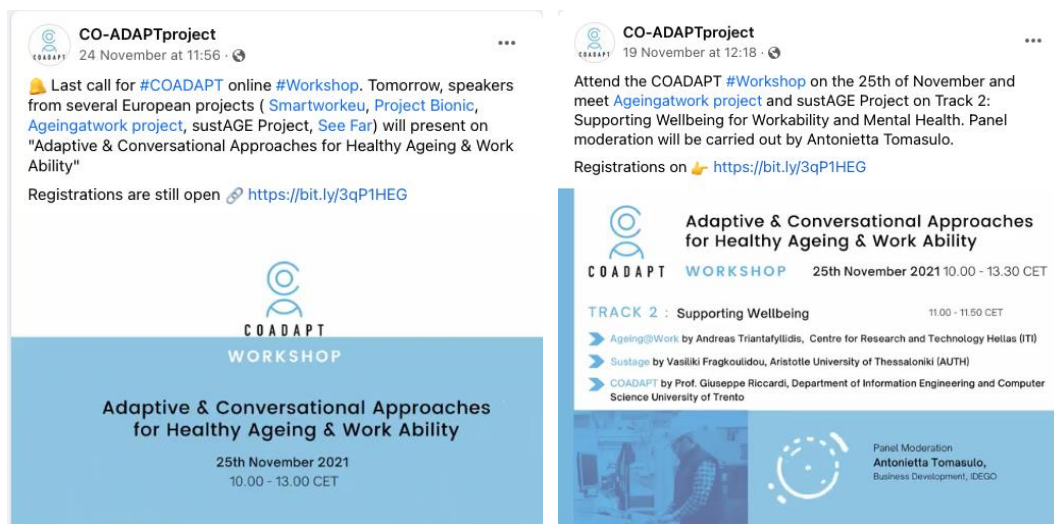 CO-ADAPTproject
24 November at 11:56 ·
Last call for #COADAPT online #Workshop. Tomorrow, speakers
from several European projects ( Smartworkeu, Project Bionic,
Ageingatwork project, sustAGE Project, See Far) will present on
"Adaptive & Conversational Approaches for Healthy Ageing & Work
Ability"
Registrations are still open 🔗 https://bit.ly/3qP1HEG
COADAPT
WORKSHOP
Adaptive & Conversational Approaches
for Healthy Ageing & Work Ability
25th November 2021
10.00 - 13.00 CET
COADAPT
CO-ADAPTproject
19 November at 12:18 ·
COADAPT
Attend the COADAPT #Workshop on the 25th of November and
meet Ageingatwork project and sustAGE Project on Track 2:
Supporting Wellbeing for Workability and Mental Health. Panel
moderation will be carried out by Antonietta Tomasulo.
Registrations on 👉 https://bit.ly/3qP1HEG
COADAPT
Adaptive & Conversational Approaches
for Healthy Ageing & Work Ability
WORKSHOP 25th November 2021 10.00 - 13.30 CET
TRACK 2 : Supporting Wellbeing 11.00 - 11.50 CET
Ageing@Work by Andreas Triantafyllidis, Centre for Research and Technology Hellas (ITI)
Sustage by Vasiliki Fragkoulidou, Aristotle University of Thessaloniki (AUTH)
COADAPT by Prof. Giuseppe Riccardi, Department of Information Engineering and Computer
Science University of Trento
Panel Moderation
Antonietta Tomasulo,
Business Development, IDEGO